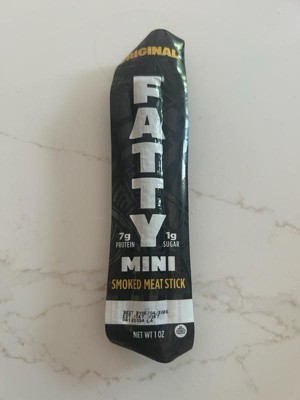 ORIGINAL
FATTY
7g 1g
PROTEIN SUGAR
MINI
SMOKED MEAT STICK
NET WT 1 OZ